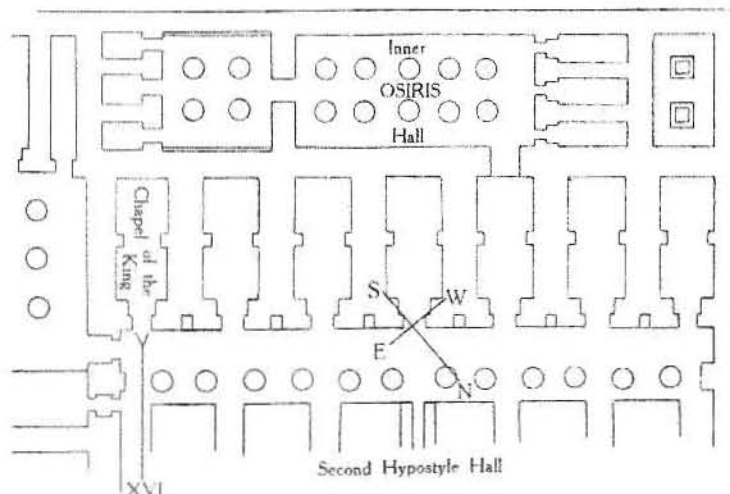 Inner
OSIRIS
Hall
Chapel of the
King
S
W
E
N
Second Hypostyle Hall
XVI